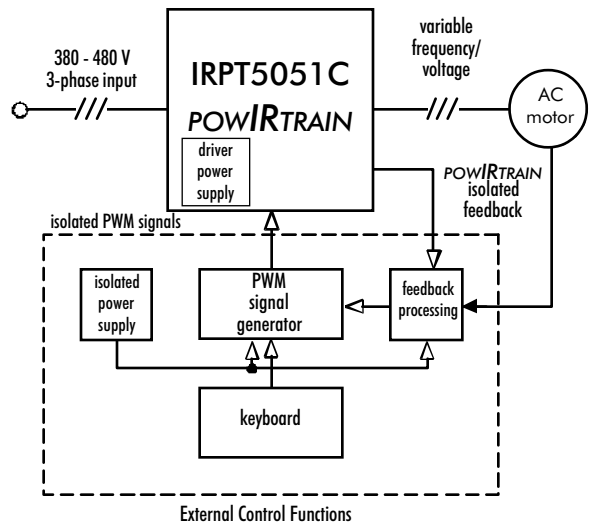 380 - 480 V
3-phase input
IRPT5051C
POWIRTRAIN
driver
power
supply
variable
frequency/
voltage
AC
motor
POWIRTRAIN
isolated
feedback
isolated PWM signals
isolated
power
supply
PWM
signal
generator
feedback
processing
keyboard
External Control Functions